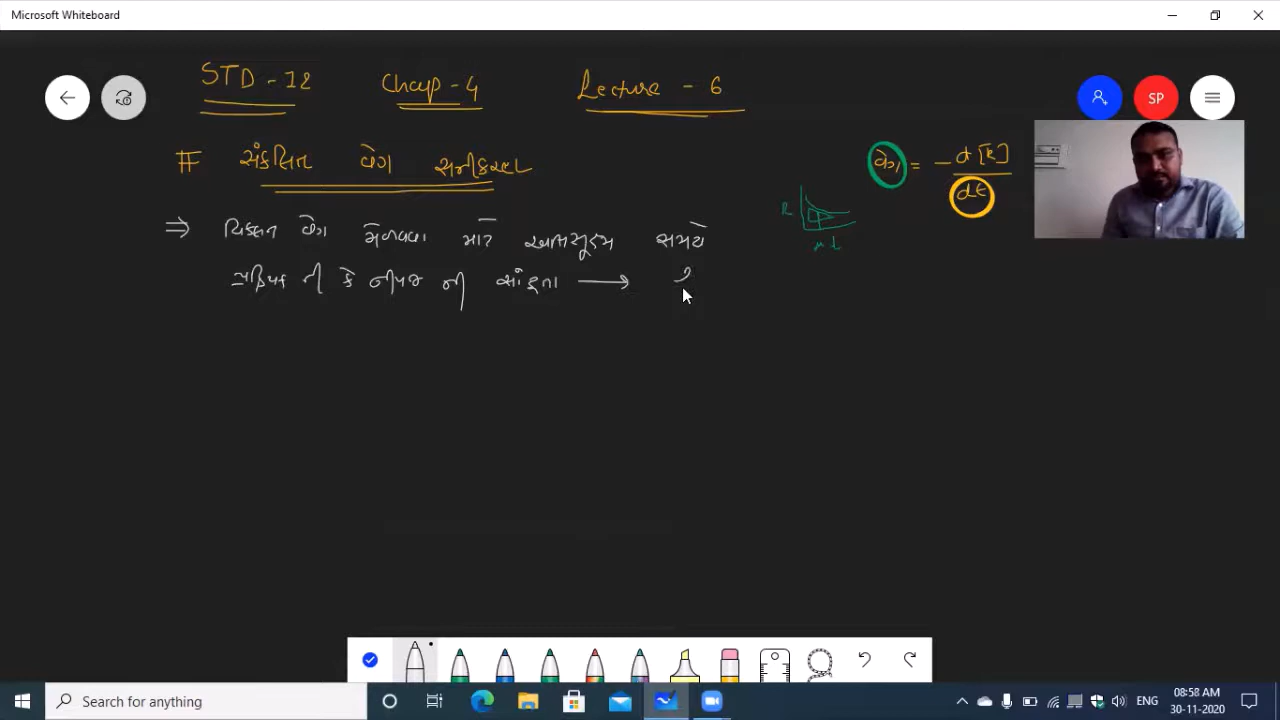 Microsoft Whiteboard
STD - 12 Chap - 4 Lecture - 6
# સંકલિત વેગ સમીકરણ
વેગ = - d[R] / dt
SP
R
⇒ વિકલન વેગ મેળવવા માટે અતિસૂક્ષ્મ સમયે
પ્રક્રિયક ની કે નીપજ ની સાંદ્રતા →
Search for anything
ENG
08:58 AM
30-11-2020